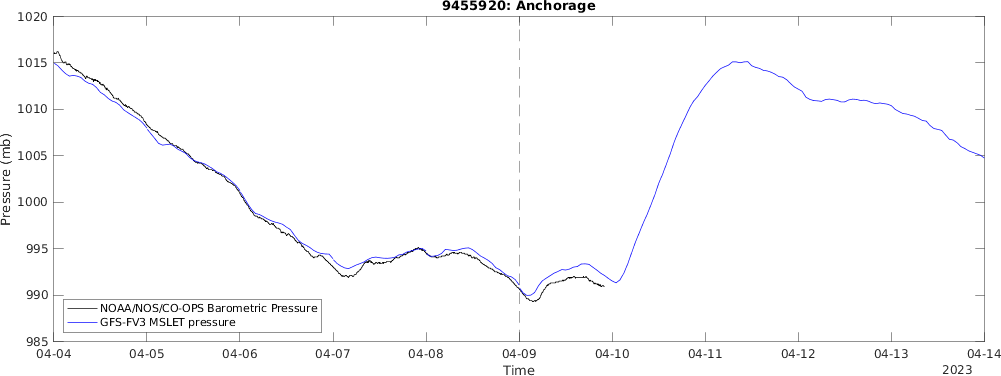 9455920: Anchorage
1020
1015
1010
1005
1000
995
990
985
Pressure (mb)
NOAA/NOS/CO-OPS Barometric Pressure
GFS-FV3 MSLET pressure
04-04 04-05 04-06 04-07 04-08 04-09 04-10 04-11 04-12 04-13 04-14
Time
2023